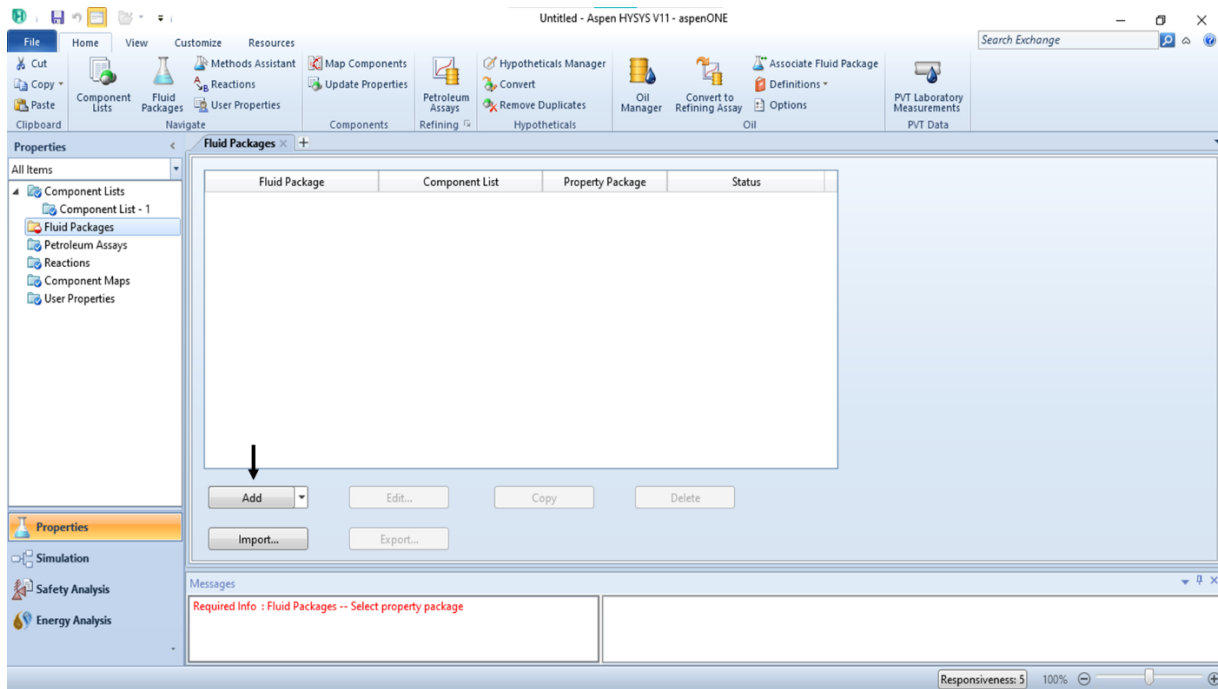 Untitled - Aspen HYSYS V11 - aspenONE
File Home View Customize Resources
Search Exchange
Cut
Copy
Paste
Clipboard
Component Lists
Fluid Packages
Methods Assistant
Reactions
User Properties
Navigate
Map Components
Update Properties
Components
Petroleum Assays
Refining
Hypotheticals Manager
Convert
Remove Duplicates
Hypotheticals
Oil Manager
Convert to Refining Assay
Associate Fluid Package
Definitions
Options
Oil
PVT Laboratory Measurements
PVT Data
Properties
All Items
Component Lists
Component List - 1
Fluid Packages
Petroleum Assays
Reactions
Component Maps
User Properties
Properties
Simulation
Safety Analysis
Energy Analysis
Fluid Packages
Fluid Package Component List Property Package Status
Add Edit... Copy Delete
Import... Export...
Messages
Required Info : Fluid Packages -- Select property package
Responsiveness: 5 100%